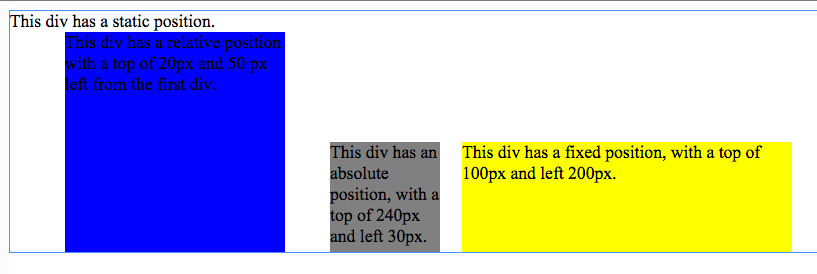 This div has a static position.
This div has a relative position
with a top of 20px and 50 px
left from the first div.
This div has an
absolute
position, with a
top of 240px
and left 30px.
This div has a fixed position, with a top of
100px and left 200px.